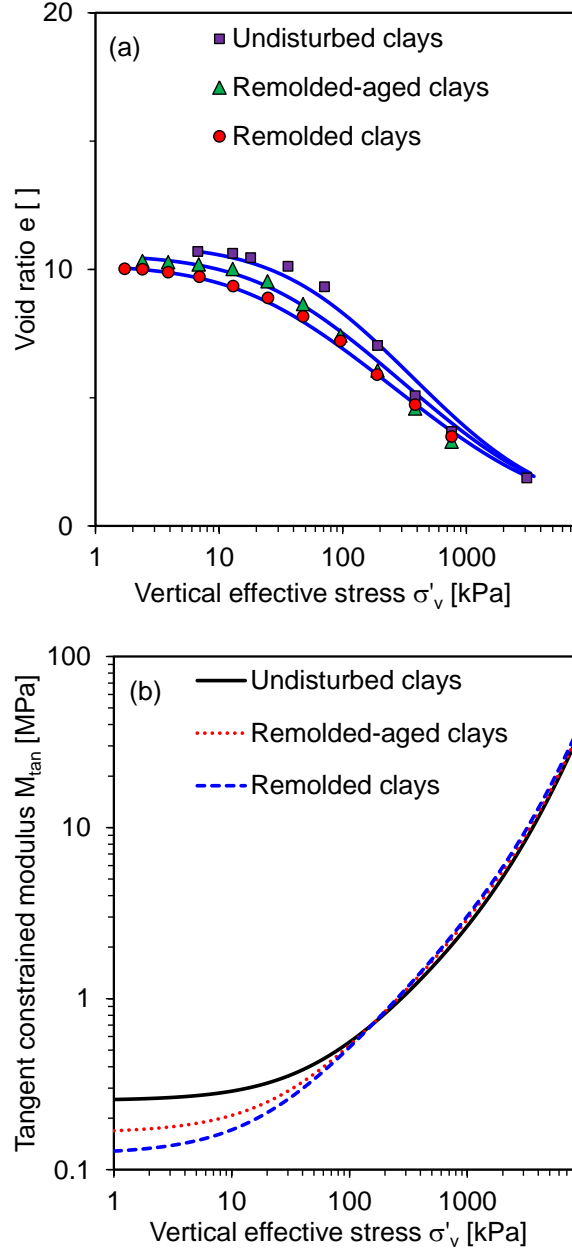 20
(a)
Undisturbed clays
Remolded-aged clays
Remolded clays
Void ratio e [ ]
10
0
1 10 100 1000
Vertical effective stress σ'v [kPa]
100
(b)
Undisturbed clays
Remolded-aged clays
Remolded clays
Tangent constrained modulus Mtan [MPa]
10
1
0.1
1 10 100 1000
Vertical effective stress σ'v [kPa]